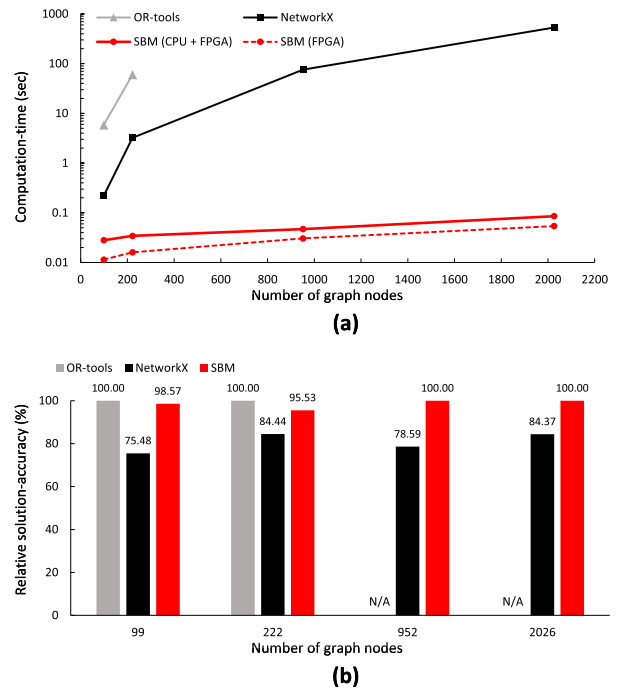 OR-tools
NetworkX
SBM (CPU + FPGA)
SBM (FPGA)
Computation-time (sec)
1000
100
10
1
0.1
0.01
0 200 400 600 800 1000 1200 1400 1600 1800 2000 2200
Number of graph nodes
(a)
OR-tools NetworkX SBM
Relative solution-accuracy (%)
100.00 75.48 98.57 100.00 84.44 95.53 78.59 100.00 84.37 100.00
100
80
60
40
20
0
N/A N/A
99 222 952 2026
Number of graph nodes
(b)